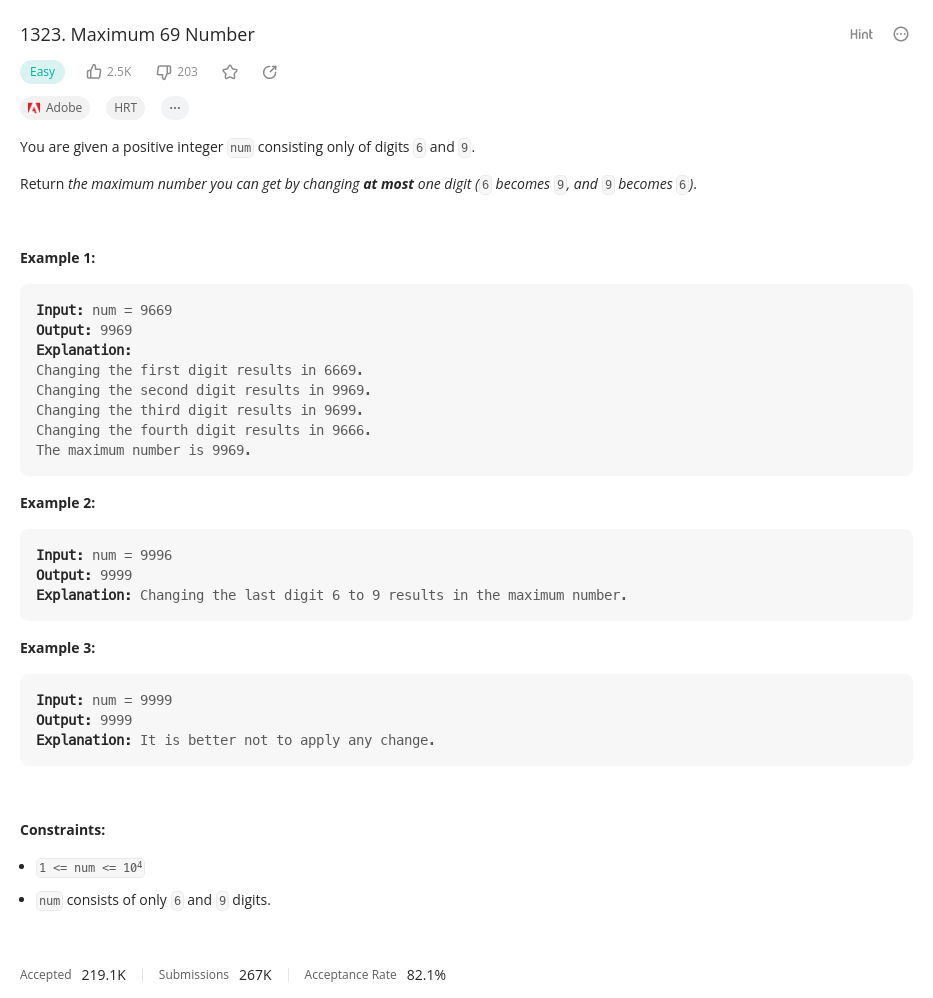 1323. Maximum 69 Number
Hint
Easy 2.5K 203
Adobe HRT ...
You are given a positive integer num consisting only of digits 6 and 9.
Return the maximum number you can get by changing at most one digit (6 becomes 9, and 9 becomes 6).
Example 1:
Input: num = 9669
Output: 9969
Explanation:
Changing the first digit results in 6669.
Changing the second digit results in 9969.
Changing the third digit results in 9699.
Changing the fourth digit results in 9666.
The maximum number is 9969.
Example 2:
Input: num = 9996
Output: 9999
Explanation: Changing the last digit 6 to 9 results in the maximum number.
Example 3:
Input: num = 9999
Output: 9999
Explanation: It is better not to apply any change.
Constraints:
1 <= num <= 10⁴
num consists of only 6 and 9 digits.
Accepted 219.1K Submissions 267K Acceptance Rate 82.1%